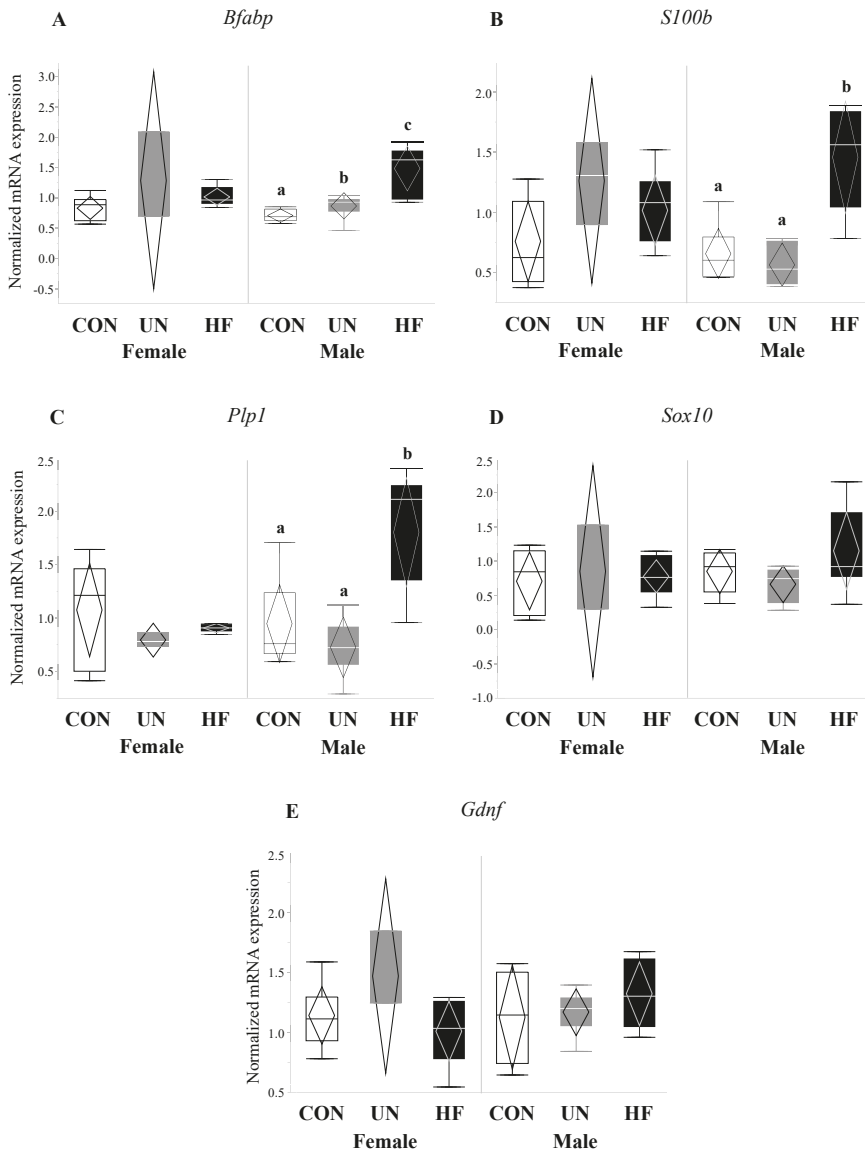 A Bfabp
Normalized mRNA expression
3.0
2.5
2.0
1.5
1.0
0.5
0.0
-0.5
a b c
CON UN HF CON UN HF
Female Male
B S100b
2.0
1.5
1.0
0.5
a a b
CON UN HF CON UN HF
Female Male
C Plp1
Normalized mRNA expression
2.5
2.0
1.5
1.0
0.5
a a b
CON UN HF CON UN HF
Female Male
D Sox10
2.5
2.0
1.5
1.0
0.5
0.0
-0.5
-1.0
CON UN HF CON UN HF
Female Male
E Gdnf
Normalized mRNA expression
2.5
2.0
1.5
1.0
0.5
CON UN HF CON UN HF
Female Male